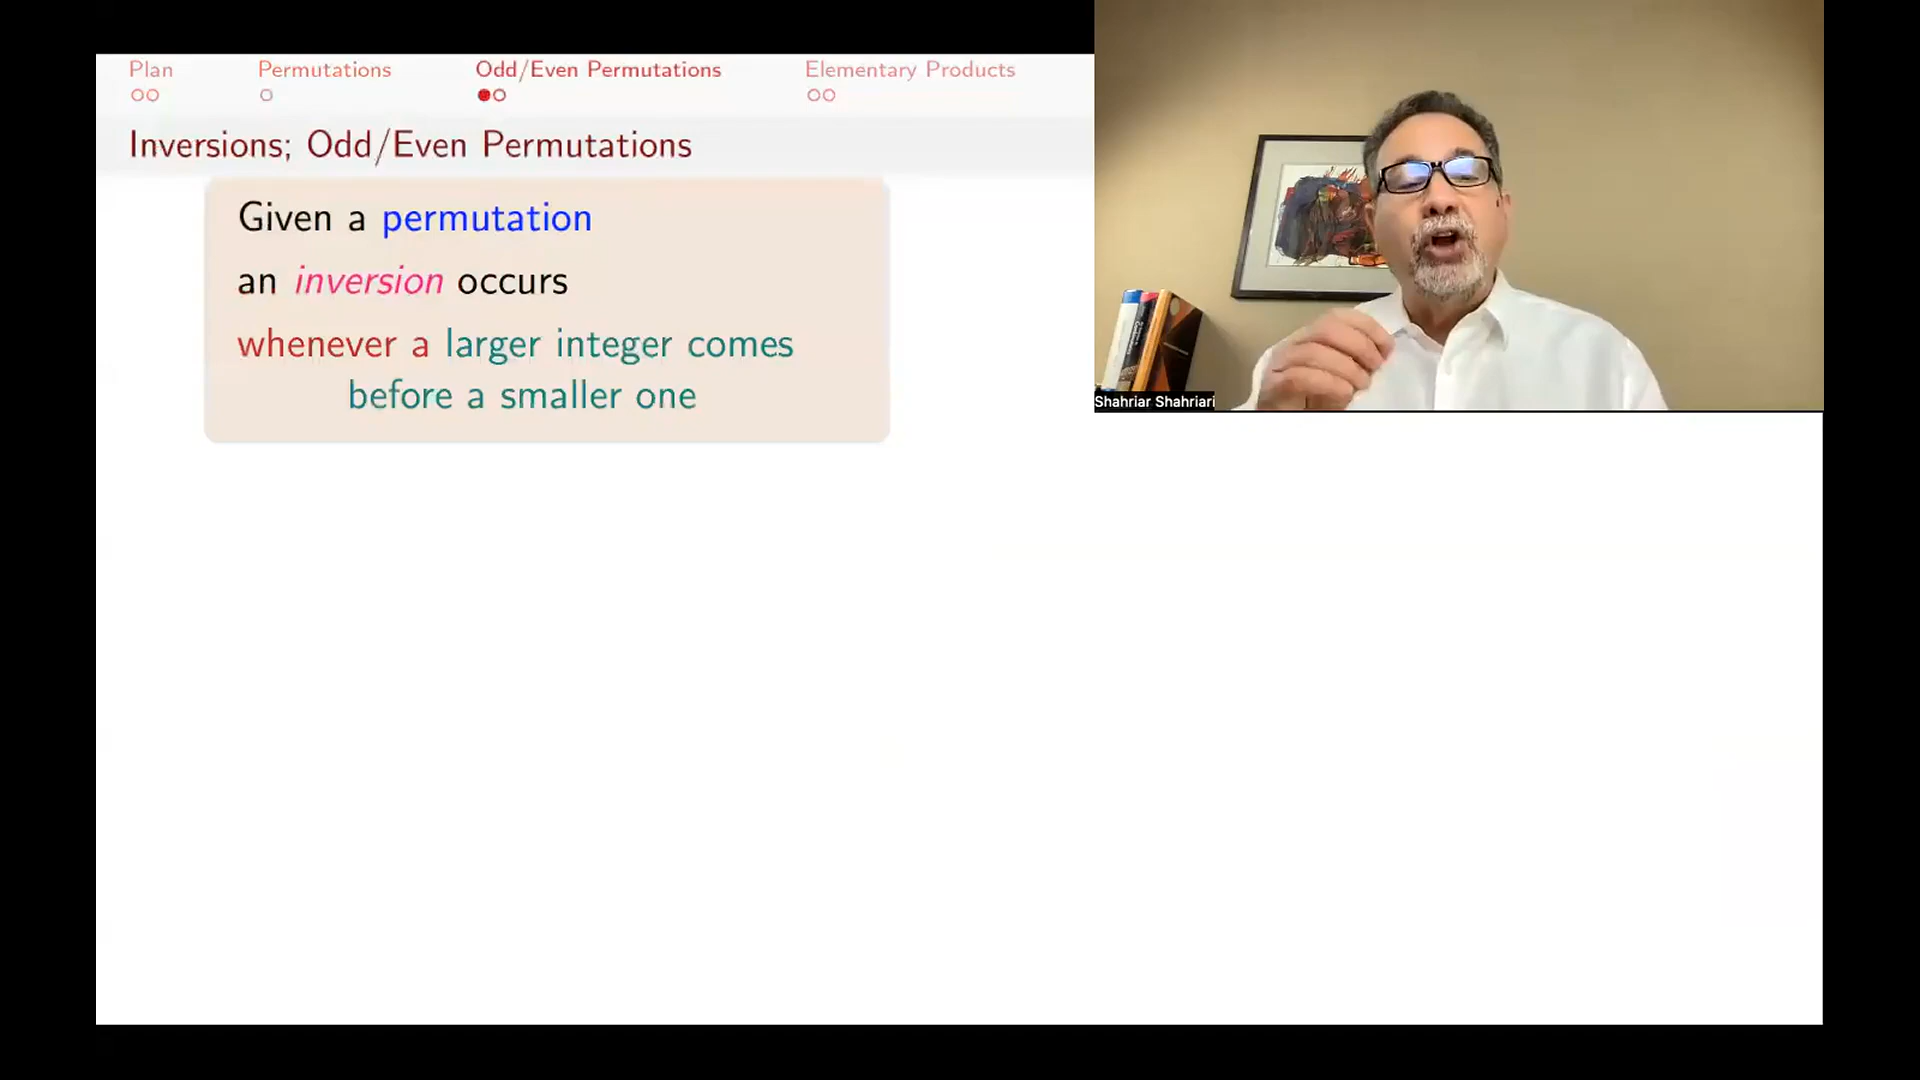 Plan Permutations Odd/Even Permutations Elementary Products
Inversions; Odd/Even Permutations
Given a permutation
an inversion occurs
whenever a larger integer comes
before a smaller one
Shahriar Shahriari